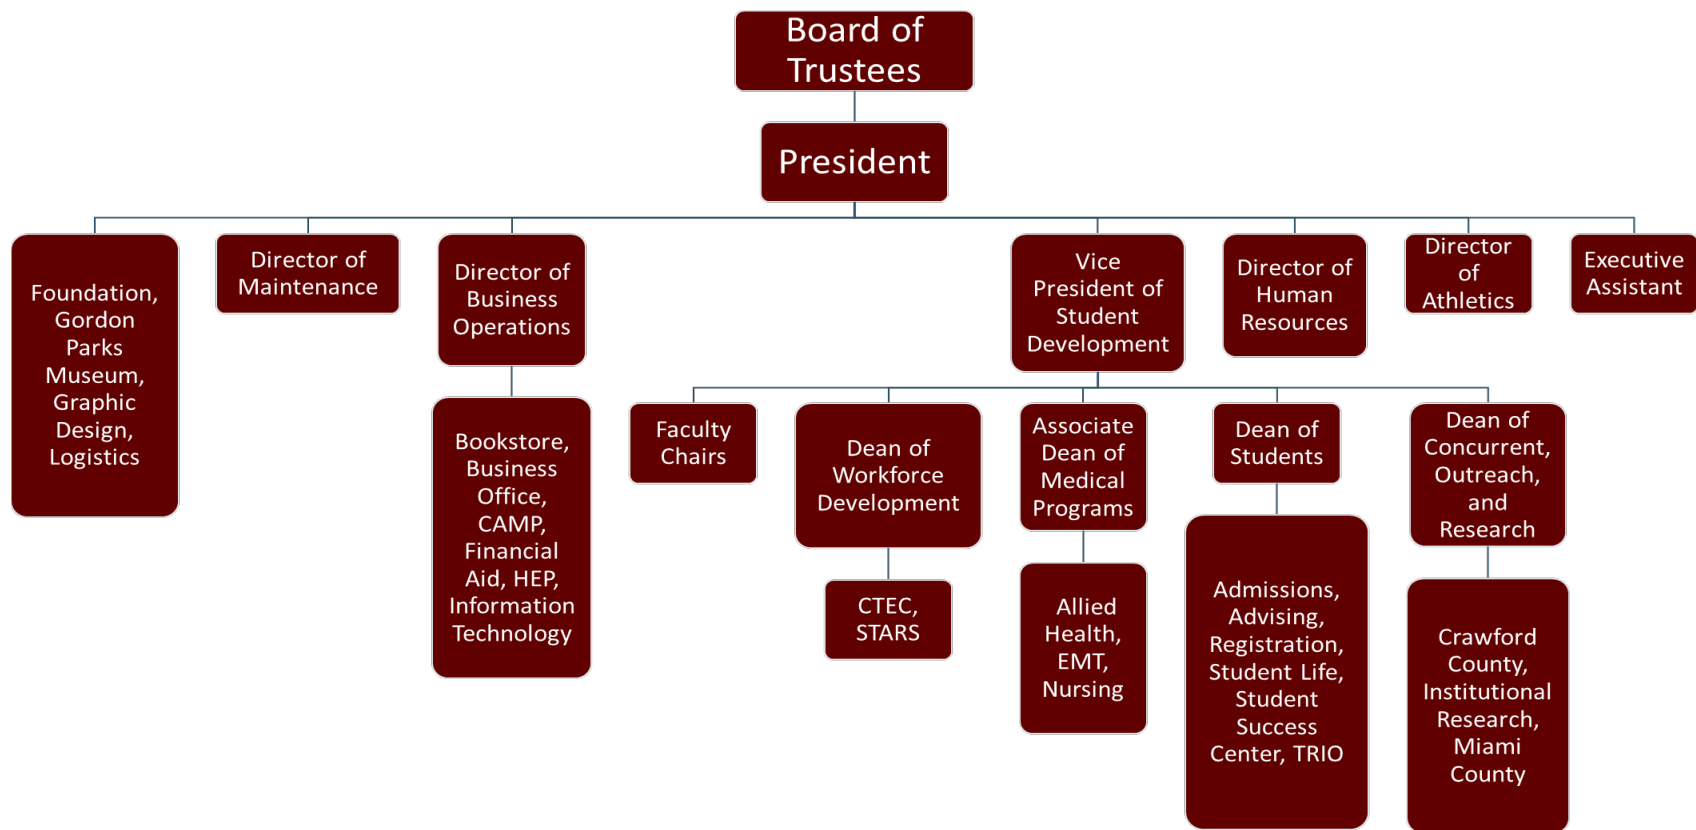 Board of
Trustees
President
Foundation,
Gordon
Parks
Museum,
Graphic
Design,
Logistics
Director of
Maintenance
Director of
Business
Operations
Vice
President of
Student
Development
Director of
Human
Resources
Director
of
Athletics
Executive
Assistant
Bookstore,
Business
Office,
CAMP,
Financial
Aid, HEP,
Information
Technology
Faculty
Chairs
Dean of
Workforce
Development
Associate
Dean of
Medical
Programs
Dean of
Students
Dean of
Concurrent,
Outreach,
and
Research
CTEC,
STARS
Allied
Health,
EMT,
Nursing
Admissions,
Advising,
Registration,
Student Life,
Student
Success
Center, TRIO
Crawford
County,
Institutional
Research,
Miami
County